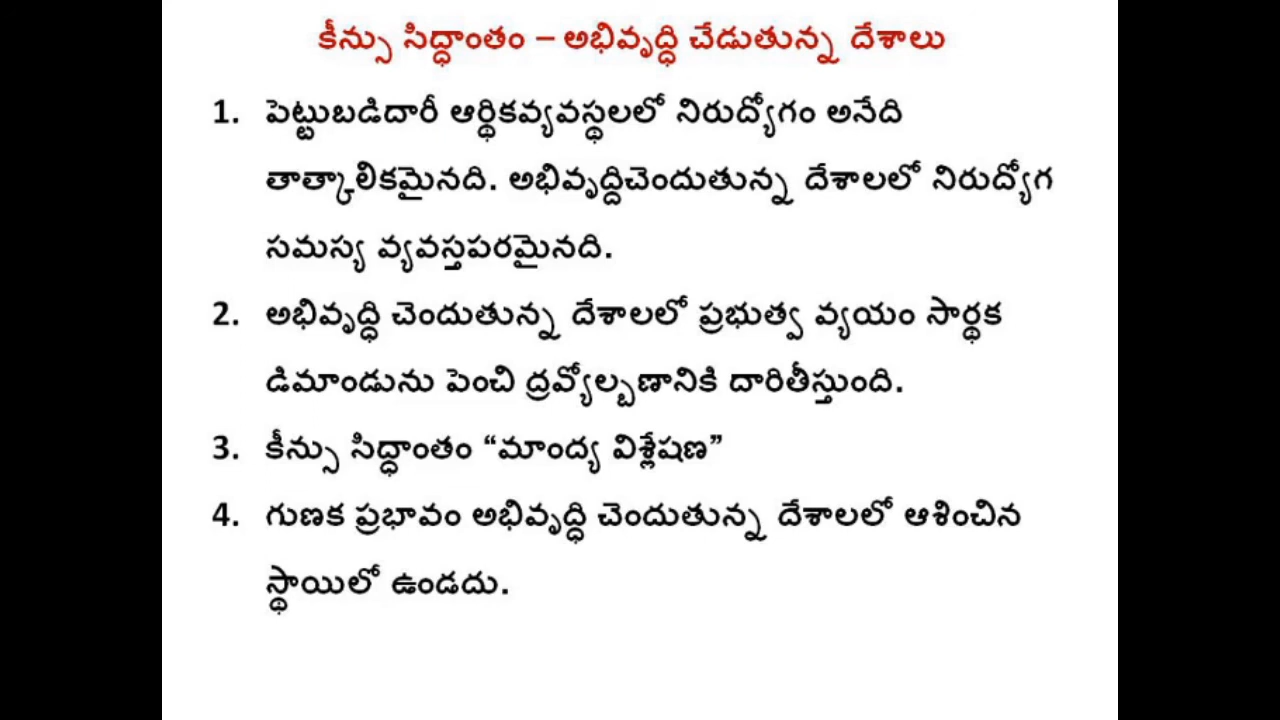 కీన్సు సిద్ధాంతం – అభివృద్ధి చేడుతున్న దేశాలు
1. పెట్టుబడిదారీ ఆర్థికవ్యవస్థలలో నిరుద్యోగం అనేది
తాత్కాలికమైనది. అభివృద్దిచెందుతున్న దేశాలలో నిరుద్యోగ
సమస్య వ్యవస్తపరమైనది.
2. అభివృద్ధి చెందుతున్న దేశాలలో ప్రభుత్వ వ్యయం సార్థక
డిమాండును పెంచి ద్రవ్యోల్బణానికి దారితీస్తుంది.
3. కీన్సు సిద్ధాంతం “మాంద్య విశ్లేషణ”
4. గుణక ప్రభావం అభివృద్ధి చెందుతున్న దేశాలలో ఆశించిన
స్థాయిలో ఉండదు.